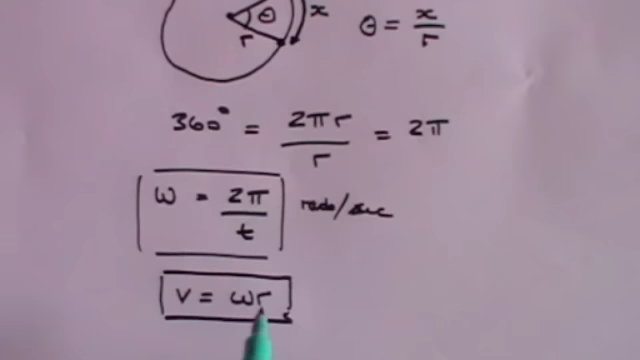 θ x
r
θ = x/r
360° = 2πr/r = 2π
ω = 2π/t rads/sec
v = ωr